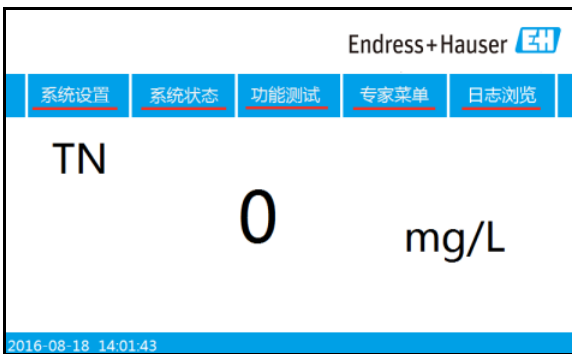 Endress+Hauser EH
系统设置 系统状态 功能测试 专家菜单 日志浏览
TN
0
mg/L
2016-08-18 14:01:43